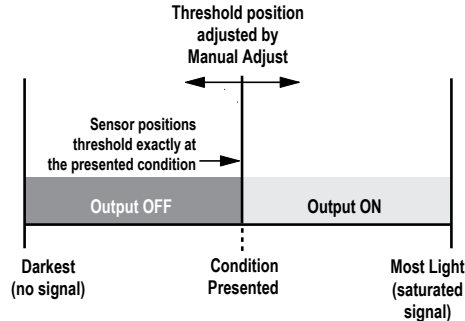 Threshold position
adjusted by
Manual Adjust
Sensor positions
threshold exactly at
the presented condition
Output OFF
Output ON
Darkest
(no signal)
Condition
Presented
Most Light
(saturated
signal)